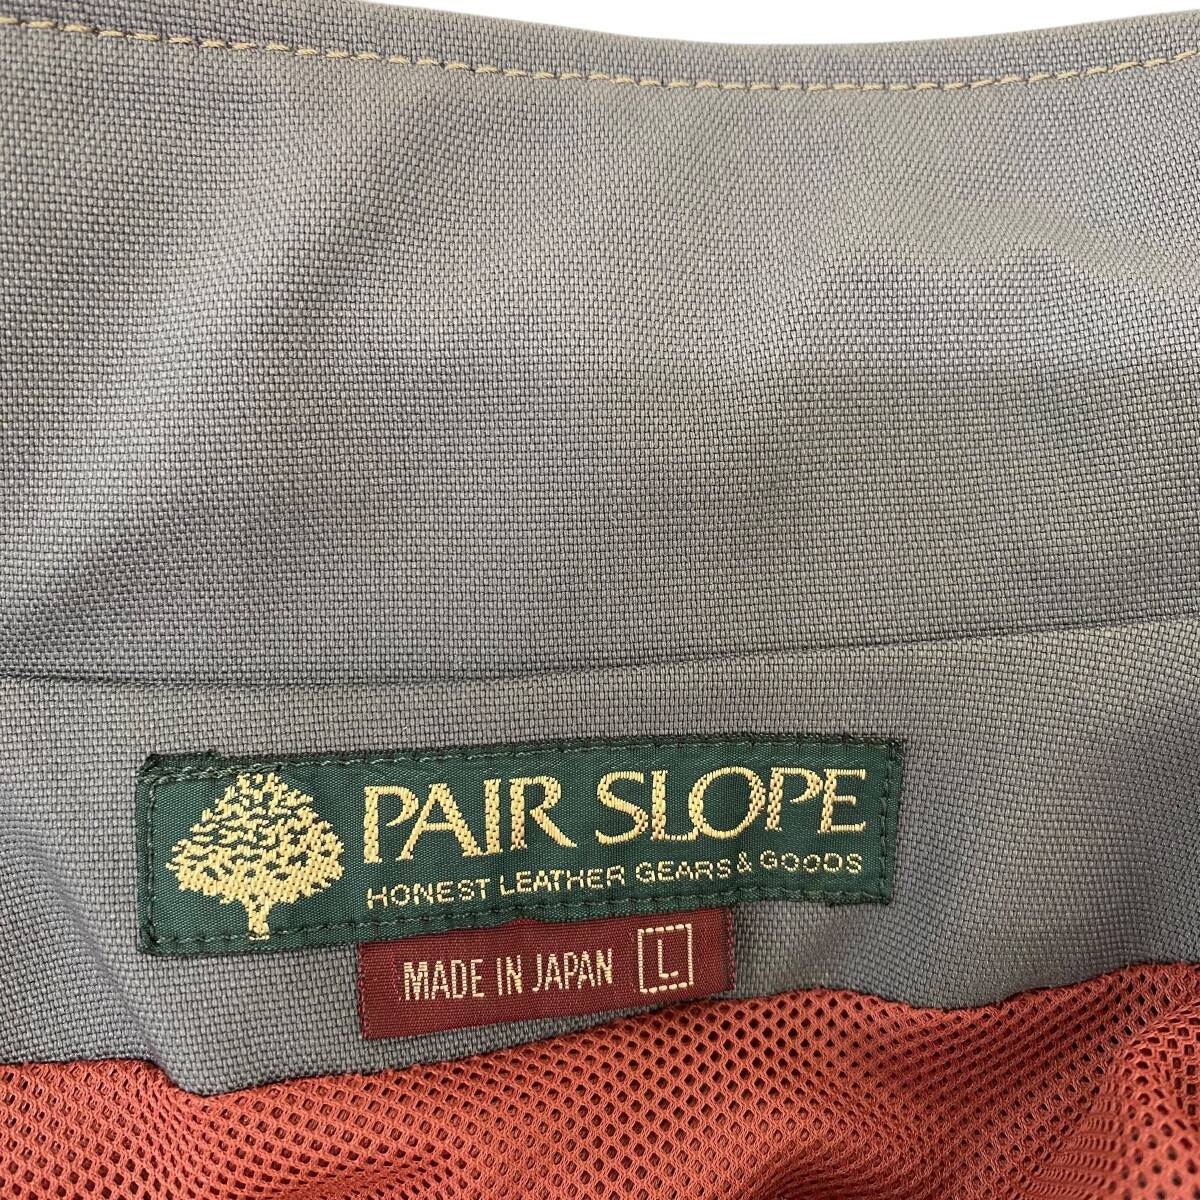 PAIR SLOPE
HONEST LEATHER GEARS & GOODS
MADE IN JAPAN L